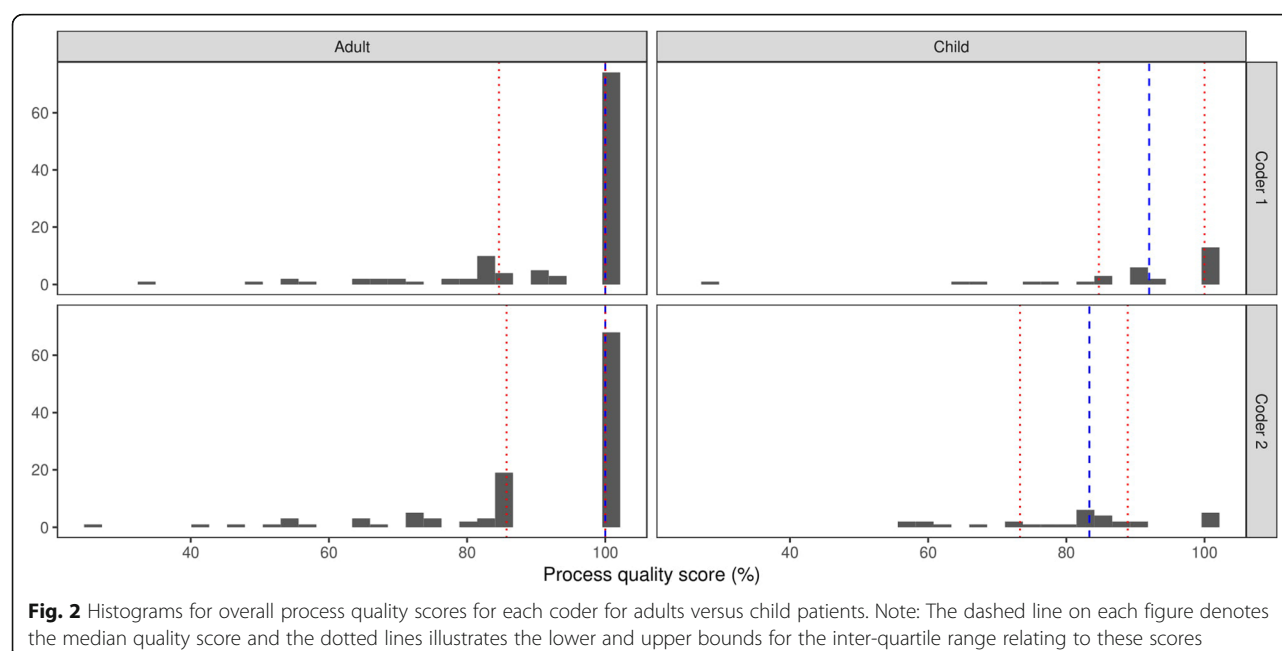 Adult
Child
60
40
20
0
Coder 1
60
40
20
0
Coder 2
40
60
80
100
40
60
80
100
Process quality score (%)
Fig. 2 Histograms for overall process quality scores for each coder for adults versus child patients. Note: The dashed line on each figure denotes
the median quality score and the dotted lines illustrates the lower and upper bounds for the inter-quartile range relating to these scores